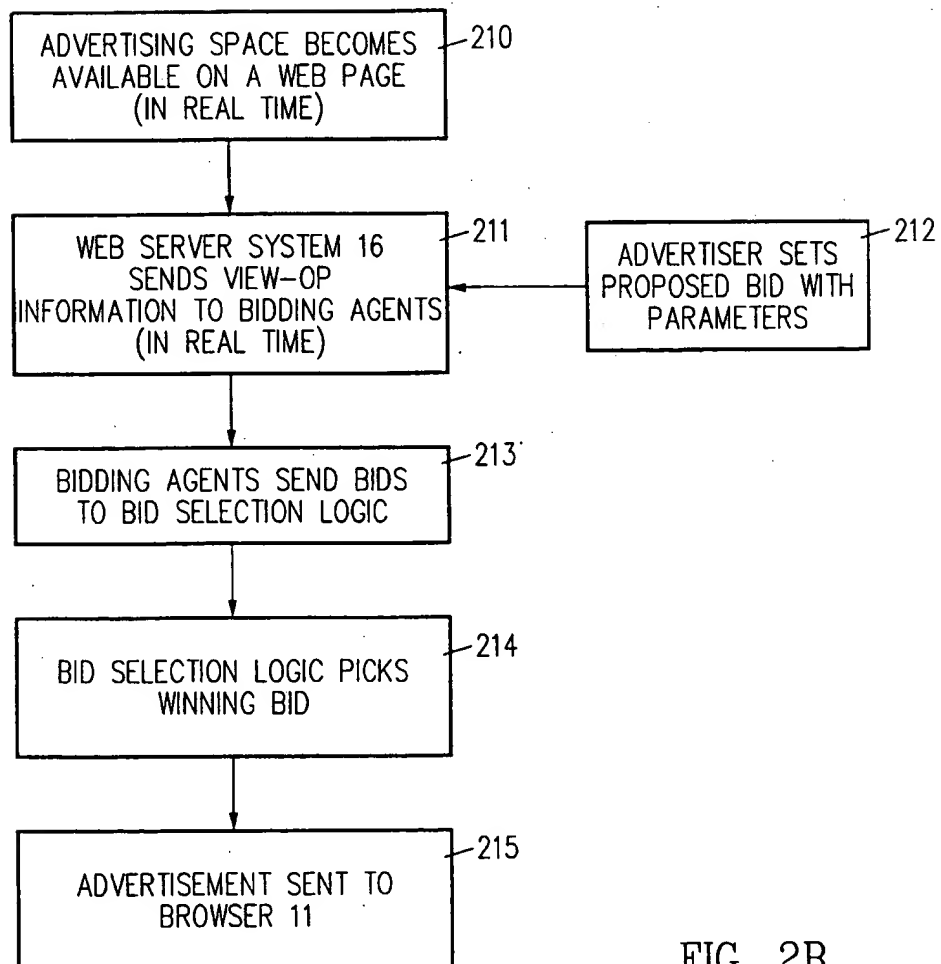 ADVERTISING SPACE BECOMES
AVAILABLE ON A WEB PAGE
(IN REAL TIME)
210
WEB SERVER SYSTEM 16
SENDS VIEW-OP
INFORMATION TO BIDDING AGENTS
(IN REAL TIME)
211
ADVERTISER SETS
PROPOSED BID WITH
PARAMETERS
212
BIDDING AGENTS SEND BIDS
TO BID SELECTION LOGIC
213
BID SELECTION LOGIC PICKS
WINNING BID
214
ADVERTISEMENT SENT TO
BROWSER 11
215
FIG. 2B